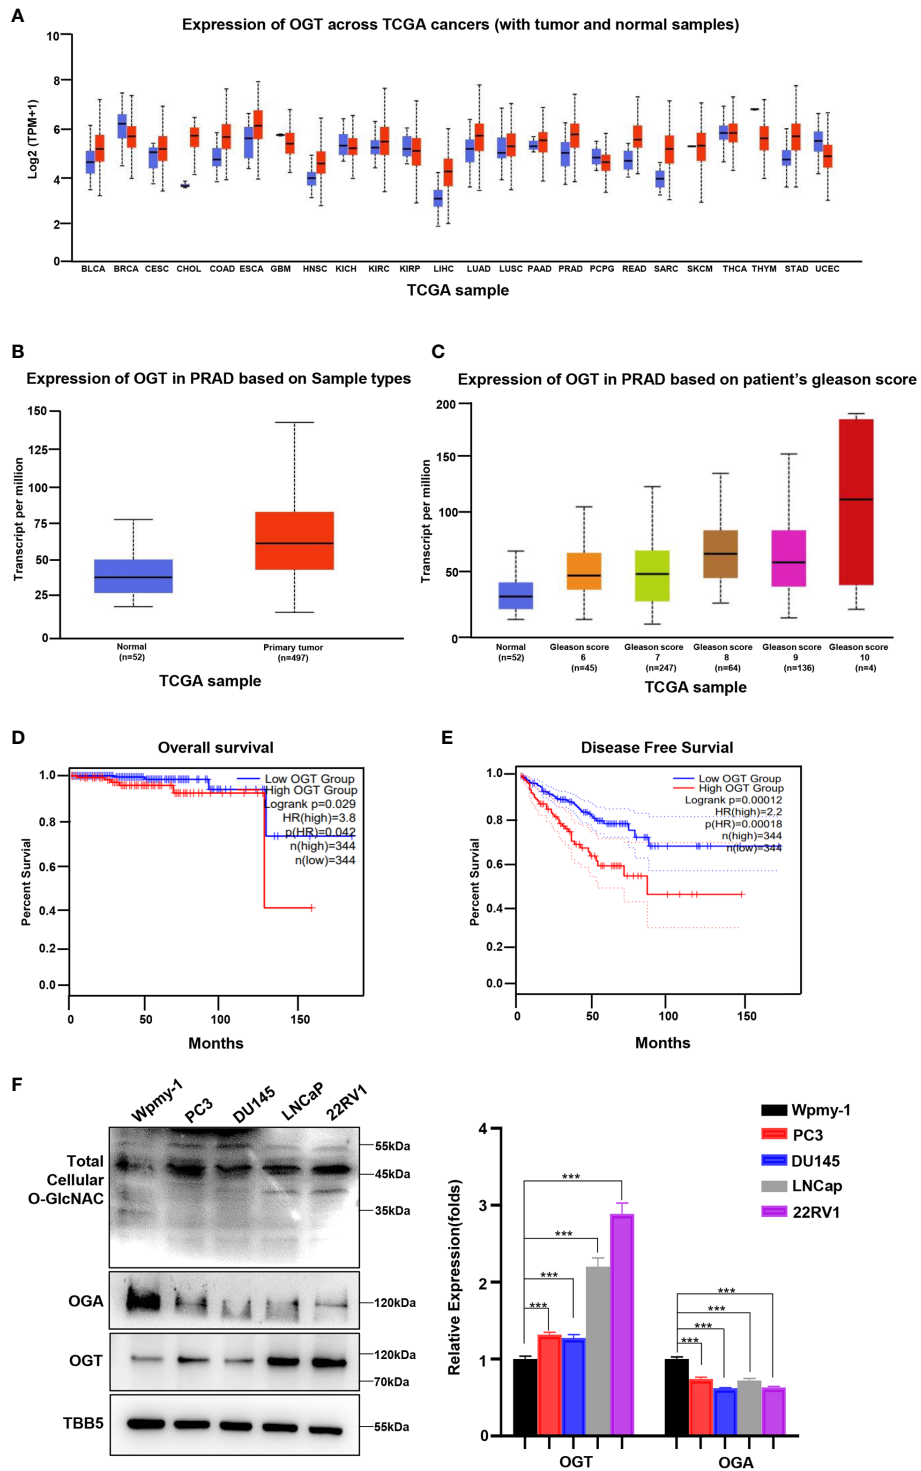 A
Expression of OGT across TCGA cancers (with tumor and normal samples)
Log2 (TPM+1)
10
8
6
4
2
0
BLCA BRCA CESC CHOL COAD ESCA GBM HNSC KICH KIRC KIRP LIHC LUAD LUSC PAAD PRAD PCPG READ SARC SKCM THCA THYM STAD UCEC
TCGA sample
B
Expression of OGT in PRAD based on Sample types
Transcript per million
150
125
100
75
50
25
0
Normal
(n=52)
Primary tumor
(n=497)
TCGA sample
C
Expression of OGT in PRAD based on patient's gleason score
Transcript per million
200
150
100
50
0
Normal
(n=52)
Gleason score
6
(n=45)
Gleason score
7
(n=247)
Gleason score
8
(n=64)
Gleason score
9
(n=136)
Gleason score
10
(n=4)
TCGA sample
D
Overall survival
Percent Survial
1.0
0.8
0.6
0.4
0.2
0.0
0 50 100 150
Months
Low OGT Group
High OGT Group
Logrank p=0.029
HR(high)=3.8
p(HR)=0.042
n(high)=344
n(low)=344
E
Disease Free Survial
Percent Survial
1.0
0.8
0.6
0.4
0.2
0.0
0 50 100 150
Months
Low OGT Group
High OGT Group
Logrank p=0.00012
HR(high)=2.2
p(HR)=0.00018
n(high)=344
n(low)=344
F
Wpmy-1 PC3 DU145 LNCaP 22RV1
Total
Cellular
O-GlcNAC
55kDa
45kDa
35kDa
OGA
120kDa
OGT
120kDa
70kDa
TBB5
55kDa
Relative Expression(folds)
4
3
2
1
0
***
***
***
***
***
***
***
***
OGT OGA
Wpmy-1
PC3
DU145
LNCap
22RV1